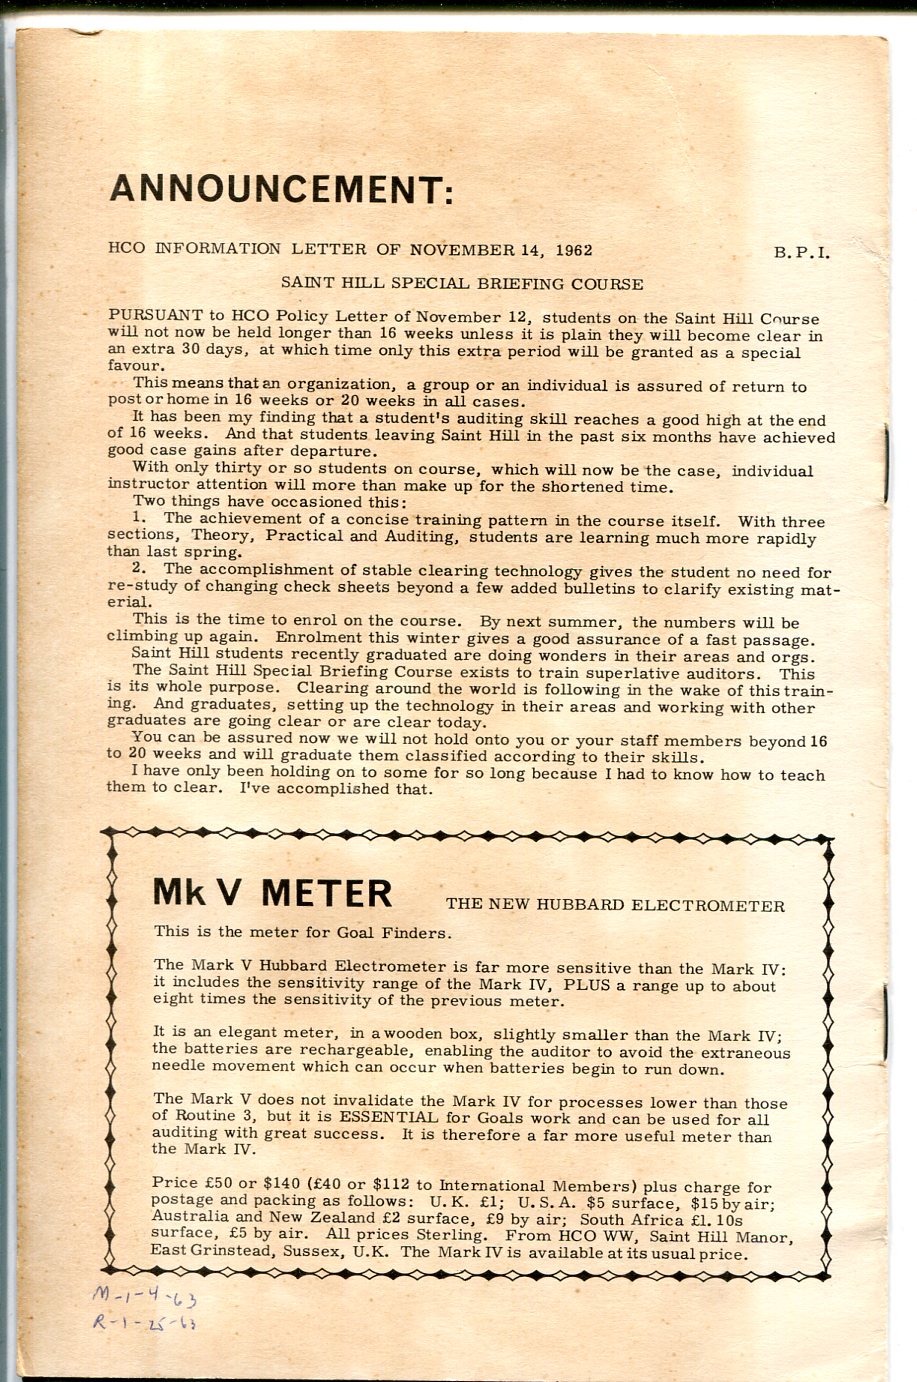 ANNOUNCEMENT:
HCO INFORMATION LETTER OF NOVEMBER 14, 1962
B.P.I.
SAINT HILL SPECIAL BRIEFING COURSE
PURSUANT to HCO Policy Letter of November 12, students on the Saint Hill Course
will not now be held longer than 16 weeks unless it is plain they will become clear in
an extra 30 days, at which time only this extra period will be granted as a special
favour.
This means that an organization, a group or an individual is assured of return to
post or home in 16 weeks or 20 weeks in all cases.
It has been my finding that a student's auditing skill reaches a good high at the end
of 16 weeks. And that students leaving Saint Hill in the past six months have achieved
good case gains after departure.
With only thirty or so students on course, which will now be the case, individual
instructor attention will more than make up for the shortened time.
Two things have occasioned this:
1. The achievement of a concise training pattern in the course itself. With three
sections, Theory, Practical and Auditing, students are learning much more rapidly
than last spring.
2. The accomplishment of stable clearing technology gives the student no need for
re-study of changing check sheets beyond a few added bulletins to clarify existing mat-
erial.
This is the time to enrol on the course. By next summer, the numbers will be
climbing up again. Enrolment this winter gives a good assurance of a fast passage.
Saint Hill students recently graduated are doing wonders in their areas and orgs.
The Saint Hill Special Briefing Course exists to train superlative auditors. This
is its whole purpose. Clearing around the world is following in the wake of this train-
ing. And graduates, setting up the technology in their areas and working with other
graduates are going clear or are clear today.
You can be assured now we will not hold onto you or your staff members beyond 16
to 20 weeks and will graduate them classified according to their skills.
I have only been holding on to some for so long because I had to know how to teach
them to clear. I've accomplished that.
Mk V METER
THE NEW HUBBARD ELECTROMETER
This is the meter for Goal Finders.
The Mark V Hubbard Electrometer is far more sensitive than the Mark IV:
it includes the sensitivity range of the Mark IV, PLUS a range up to about
eight times the sensitivity of the previous meter.
It is an elegant meter, in a wooden box, slightly smaller than the Mark IV;
the batteries are rechargeable, enabling the auditor to avoid the extraneous
needle movement which can occur when batteries begin to run down.
The Mark V does not invalidate the Mark IV for processes lower than those
of Routine 3, but it is ESSENTIAL for Goals work and can be used for all
auditing with great success. It is therefore a far more useful meter than
the Mark IV.
Price £50 or $140 (£40 or $112 to International Members) plus charge for
postage and packing as follows: U.K. £1; U.S.A. $5 surface, $15 by air;
Australia and New Zealand £2 surface, £9 by air; South Africa £1.10s
surface, £5 by air. All prices Sterling. From HCO WW, Saint Hill Manor,
East Grinstead, Sussex, U.K. The Mark IV is available at its usual price.
M-1-4-63
R-1-25-63